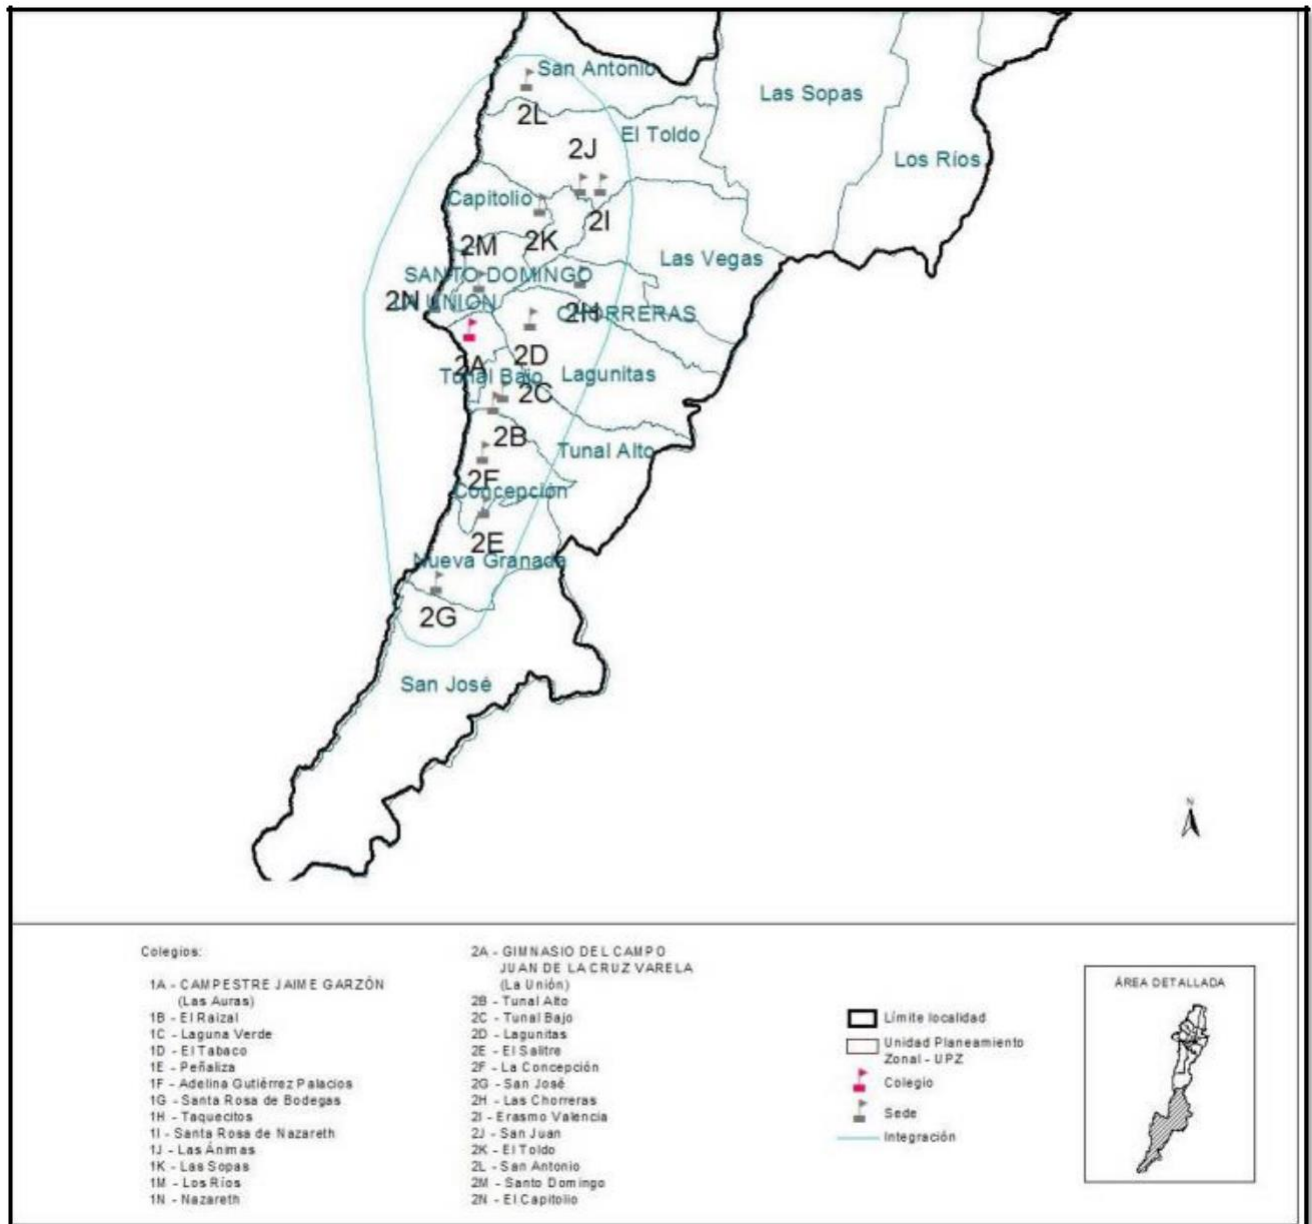 San Antonio
Las Sopas
2L
El Toldo
2J
Los Ríos
Capitolio
2I
2K
2M
Las Vegas
SANTO DOMINGO
2N
UNION
2H
CHORRERAS
2D
2A
Tunal Bajo
Lagunitas
2C
2B
Tunal Alto
2F
Concepción
2E
Nueva Granada
2G
San José
N
Colegios:
1A - CAMPESTRE JAIME GARZÓN
(Las Auras)
1B - El Raizal
1C - Laguna Verde
1D - El Tabaco
1E - Peñaliza
1F - Adelina Gutiérrez Palacios
1G - Santa Rosa de Bodegas
1H - Taquecitos
1I - Santa Rosa de Nazareth
1J - Las Ánimas
1K - Las Sopas
1M - Los Ríos
1N - Nazareth
2A - GIMNASIO DEL CAMPO
JUAN DE LA CRUZ VARELA
(La Unión)
2B - Tunal Alto
2C - Tunal Bajo
2D - Lagunitas
2E - El Salitre
2F - La Concepción
2G - San José
2H - Las Chorreras
2I - Erasmo Valencia
2J - San Juan
2K - El Toldo
2L - San Antonio
2M - Santo Domingo
2N - El Capitolio
Límite localidad
Unidad Planeamiento
Zonal - UPZ
Colegio
Sede
Integración
ÁREA DETALLADA